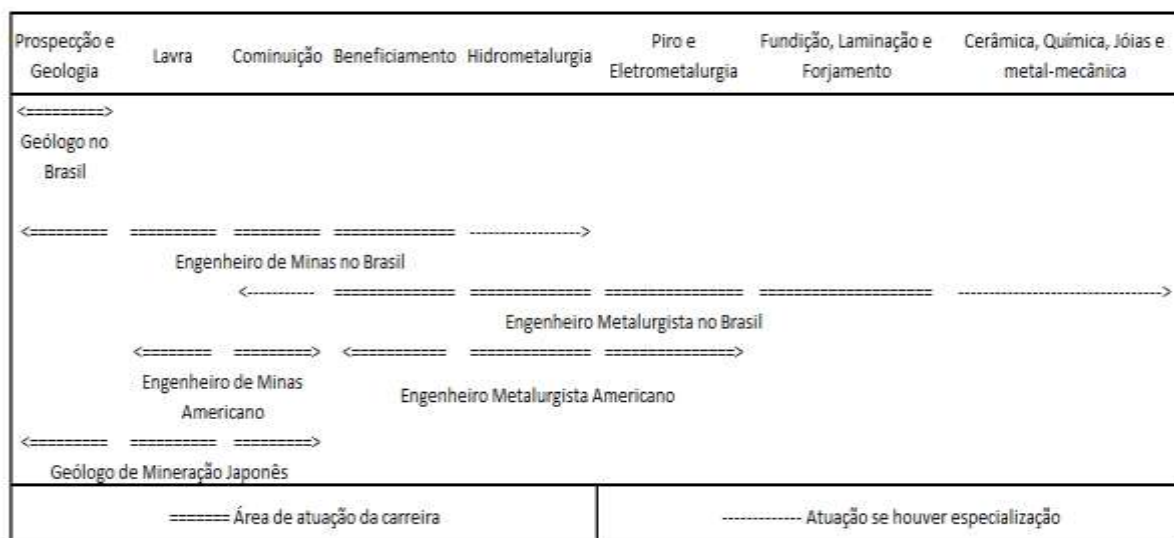 Prospecção e Geologia Lavra Cominuição Beneficiamento Hidrometalurgia Piro e Eletrometalurgia Fundição, Laminação e Forjamento Cerâmica, Química, Jóias e metal-mecânica
<=========>
Geólogo no
Brasil
<========= ========== ========== ============== ------------------>
Engenheiro de Minas no Brasil
<----------- ============== ============== ================ ==================== ---------------------------------->
Engenheiro Metalurgista no Brasil
<======== =========> <=========== ============== ===============>
Engenheiro de Minas
Americano
Engenheiro Metalurgista Americano
<========= ========== =========>
Geólogo de Mineração Japonês
======= Área de atuação da carreira
------------- Atuação se houver especialização